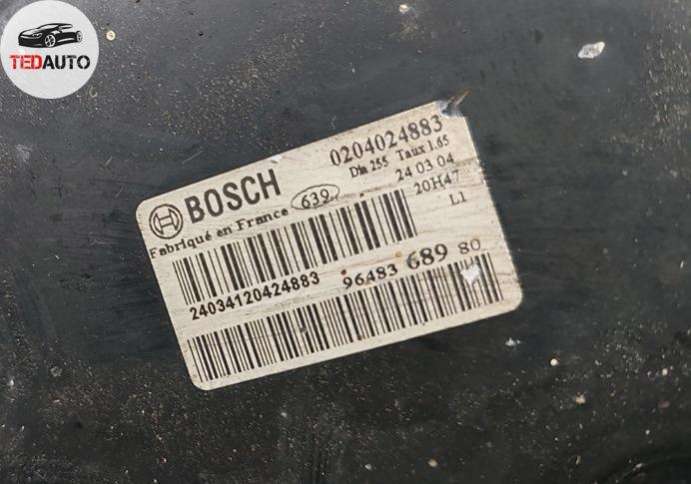 TEDAUTO
0204024883
Dia 255 Taux 1.65
BOSCH 639 24 03 04
Fabriqué en France 20H47
L1
24034120424883
96483 689 80